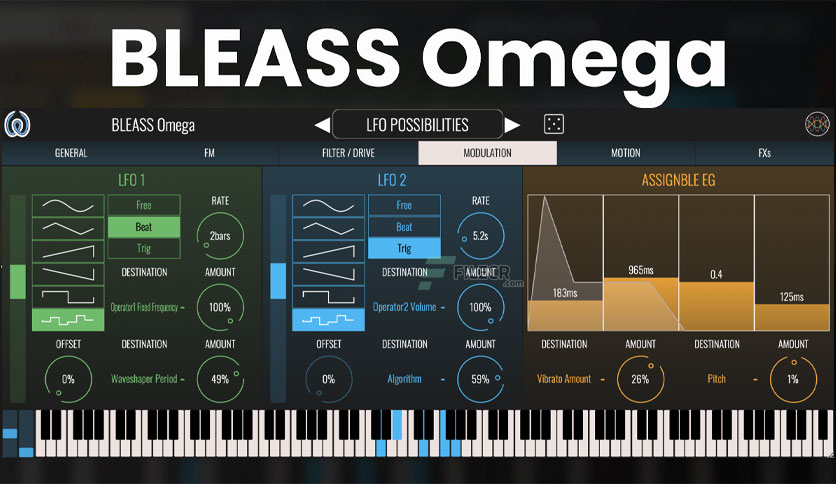 BLEASS Omega
BLEASS Omega
LFO POSSIBILITIES
GENERAL
FM
FILTER / DRIVE
MODULATION
MOTION
FXs
LFO 1
Free
Beat
Trig
RATE
2bars
DESTINATION
AMOUNT
Operator1 Fixed Frequency
100%
OFFSET
DESTINATION
AMOUNT
0%
Waveshaper Period
49%
LFO 2
Free
Beat
Trig
RATE
5.2s
DESTINATION
AMOUNT
Operator2 Volume
100%
OFFSET
DESTINATION
AMOUNT
0%
Algorithm
59%
FILECR
.com
ASSIGNBLE EG
183ms
965ms
0.4
125ms
DESTINATION
AMOUNT
DESTINATION
AMOUNT
Vibrato Amount
26%
Pitch
1%